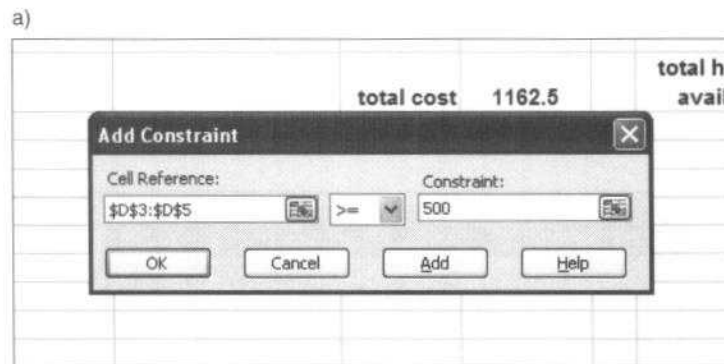 a)
total h
total cost 1162.5 avail
Add Constraint
Cell Reference: Constraint:
$D$3:$D$5 >= 500
OK Cancel Add Help